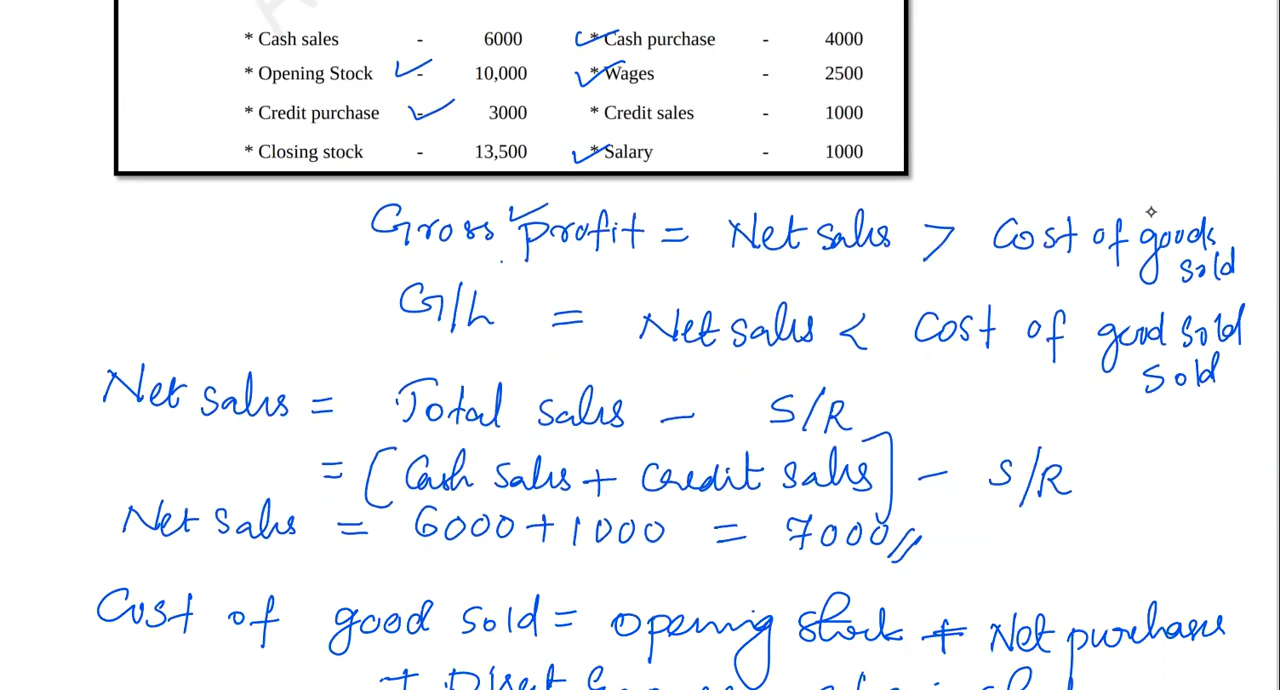 * Cash sales - 6000 * Cash purchase - 4000
* Opening Stock - 10,000 * Wages - 2500
* Credit purchase - 3000 * Credit sales - 1000
* Closing stock - 13,500 * Salary - 1000
Gross profit = Net sales > Cost of goods sold
G/L = Net sales < Cost of good sold
sold
Net sales = Total sales - S/R
= [Cash sales + Credit sales] - S/R
Net sales = 6000 + 1000 = 7000//
Cost of good sold = opening stock + Net purchase
+ Direct